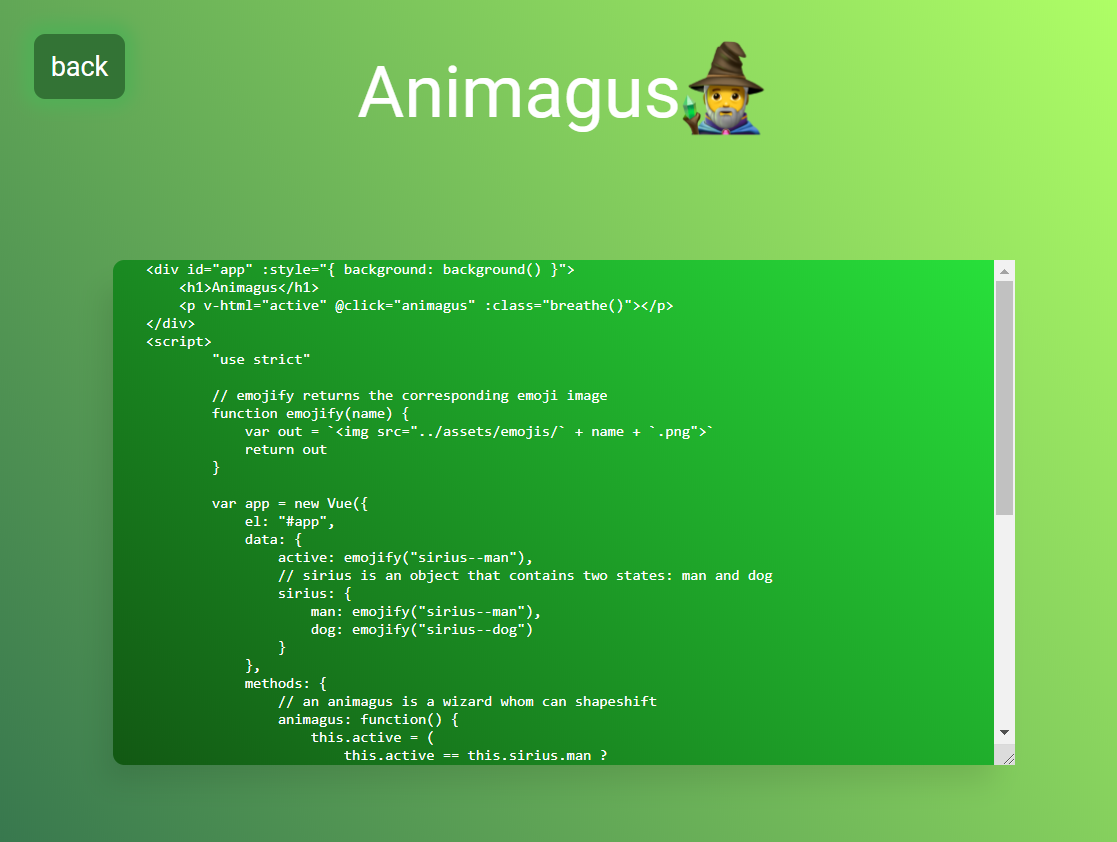 back
Animagus
<div id="app" :style="{ background: background() }">
    <h1>Animagus</h1>
    <p v-html="active" @click="animagus" :class="breathe()"></p>
</div>
<script>
        "use strict"
        // emojify returns the corresponding emoji image
        function emojify(name) {
            var out = `<img src="../assets/emojis/` + name + `.png">`
            return out
        }
        var app = new Vue({
            el: "#app",
            data: {
                active: emojify("sirius--man"),
                // sirius is an object that contains two states: man and dog
                sirius: {
                    man: emojify("sirius--man"),
                    dog: emojify("sirius--dog")
                }
            },
            methods: {
                // an animagus is a wizard whom can shapeshift
                animagus: function() {
                    this.active = (
                        this.active == this.sirius.man ?